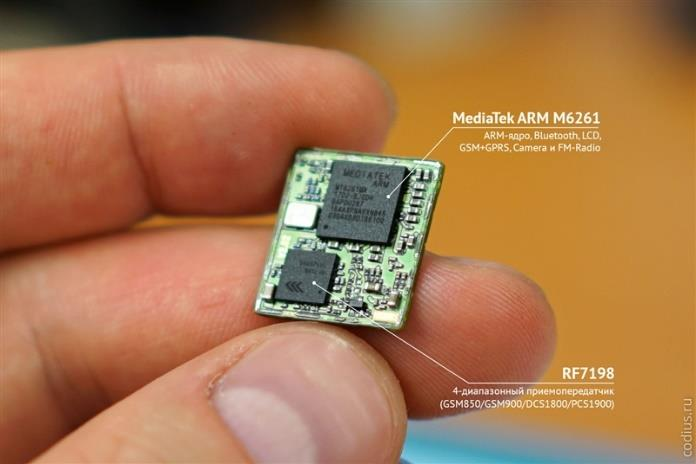 MediaTek ARM M6261
ARM-ядро, Bluetooth, LCD,
GSM+GPRS, Camera и FM-Radio
MEDIATEK
ARM
RF7198
4-диапазонный приемопередатчик
(GSM850/GSM900/DCS1800/PCS1900)
codius.ru